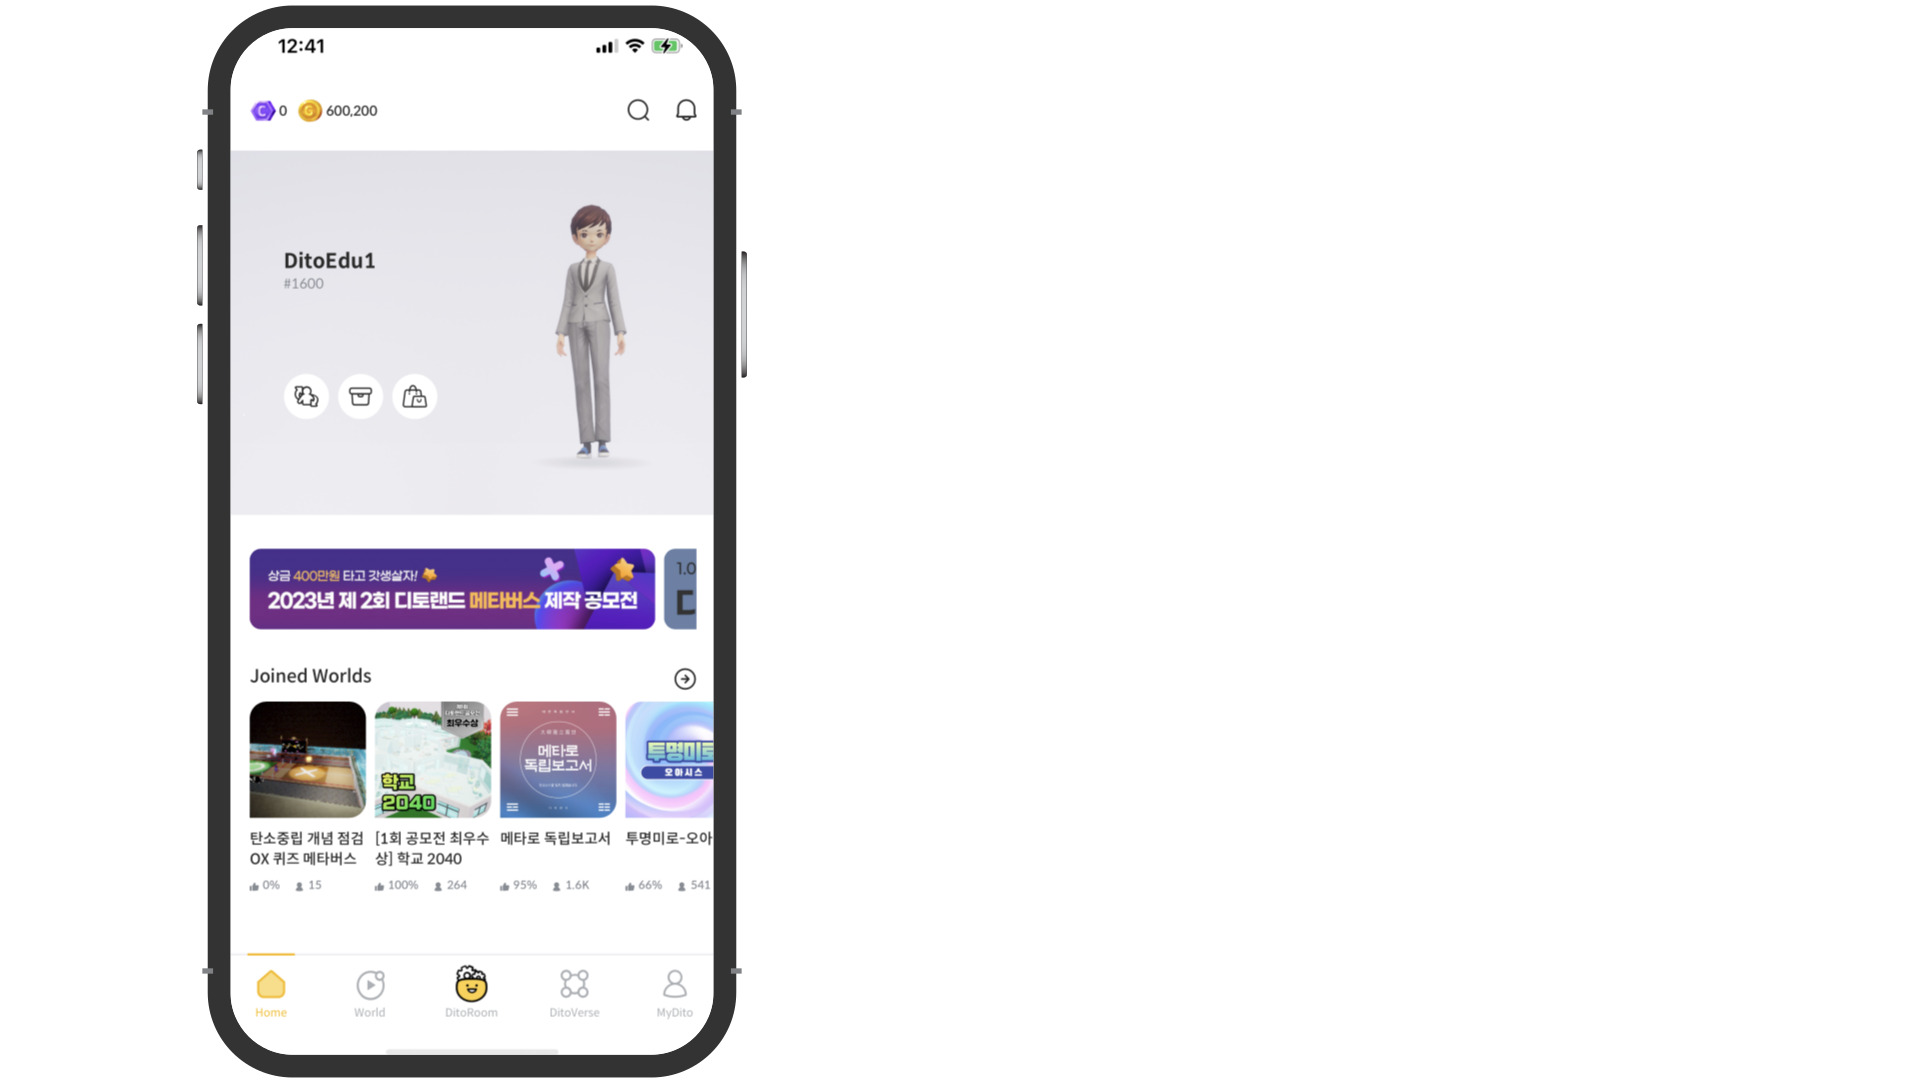 12:41
C 0 G 600,200
DitoEdu1
#1600
상금 400만원 타고 갓생살자!
2023년 제 2회 디토랜드 메타버스 제작 공모전
1.0
Joined Worlds
최우수상
학교
2040
메타로
독립보고서
투명미로
오아시스
탄소중립 개념 점검
OX 퀴즈 메타버스
[1회 공모전 최우수
상] 학교 2040
메타로 독립보고서
투명미로-오아
0% 15
100% 264
95% 1.6K
66% 541
Home
World
DitoRoom
DitoVerse
MyDito